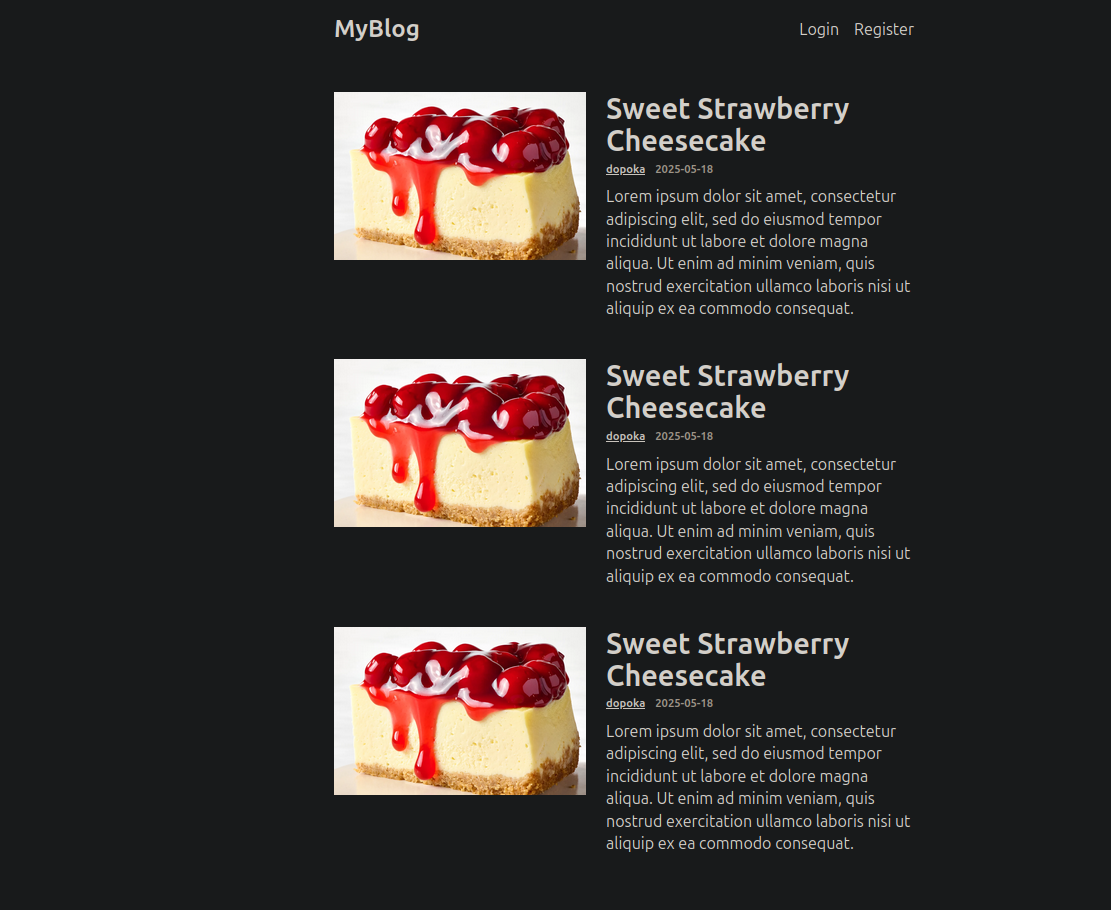 MyBlog
Login Register
Sweet Strawberry
Cheesecake
dopoka 2025-05-18
Lorem ipsum dolor sit amet, consectetur
adipiscing elit, sed do eiusmod tempor
incididunt ut labore et dolore magna
aliqua. Ut enim ad minim veniam, quis
nostrud exercitation ullamco laboris nisi ut
aliquip ex ea commodo consequat.
Sweet Strawberry
Cheesecake
dopoka 2025-05-18
Lorem ipsum dolor sit amet, consectetur
adipiscing elit, sed do eiusmod tempor
incididunt ut labore et dolore magna
aliqua. Ut enim ad minim veniam, quis
nostrud exercitation ullamco laboris nisi ut
aliquip ex ea commodo consequat.
Sweet Strawberry
Cheesecake
dopoka 2025-05-18
Lorem ipsum dolor sit amet, consectetur
adipiscing elit, sed do eiusmod tempor
incididunt ut labore et dolore magna
aliqua. Ut enim ad minim veniam, quis
nostrud exercitation ullamco laboris nisi ut
aliquip ex ea commodo consequat.